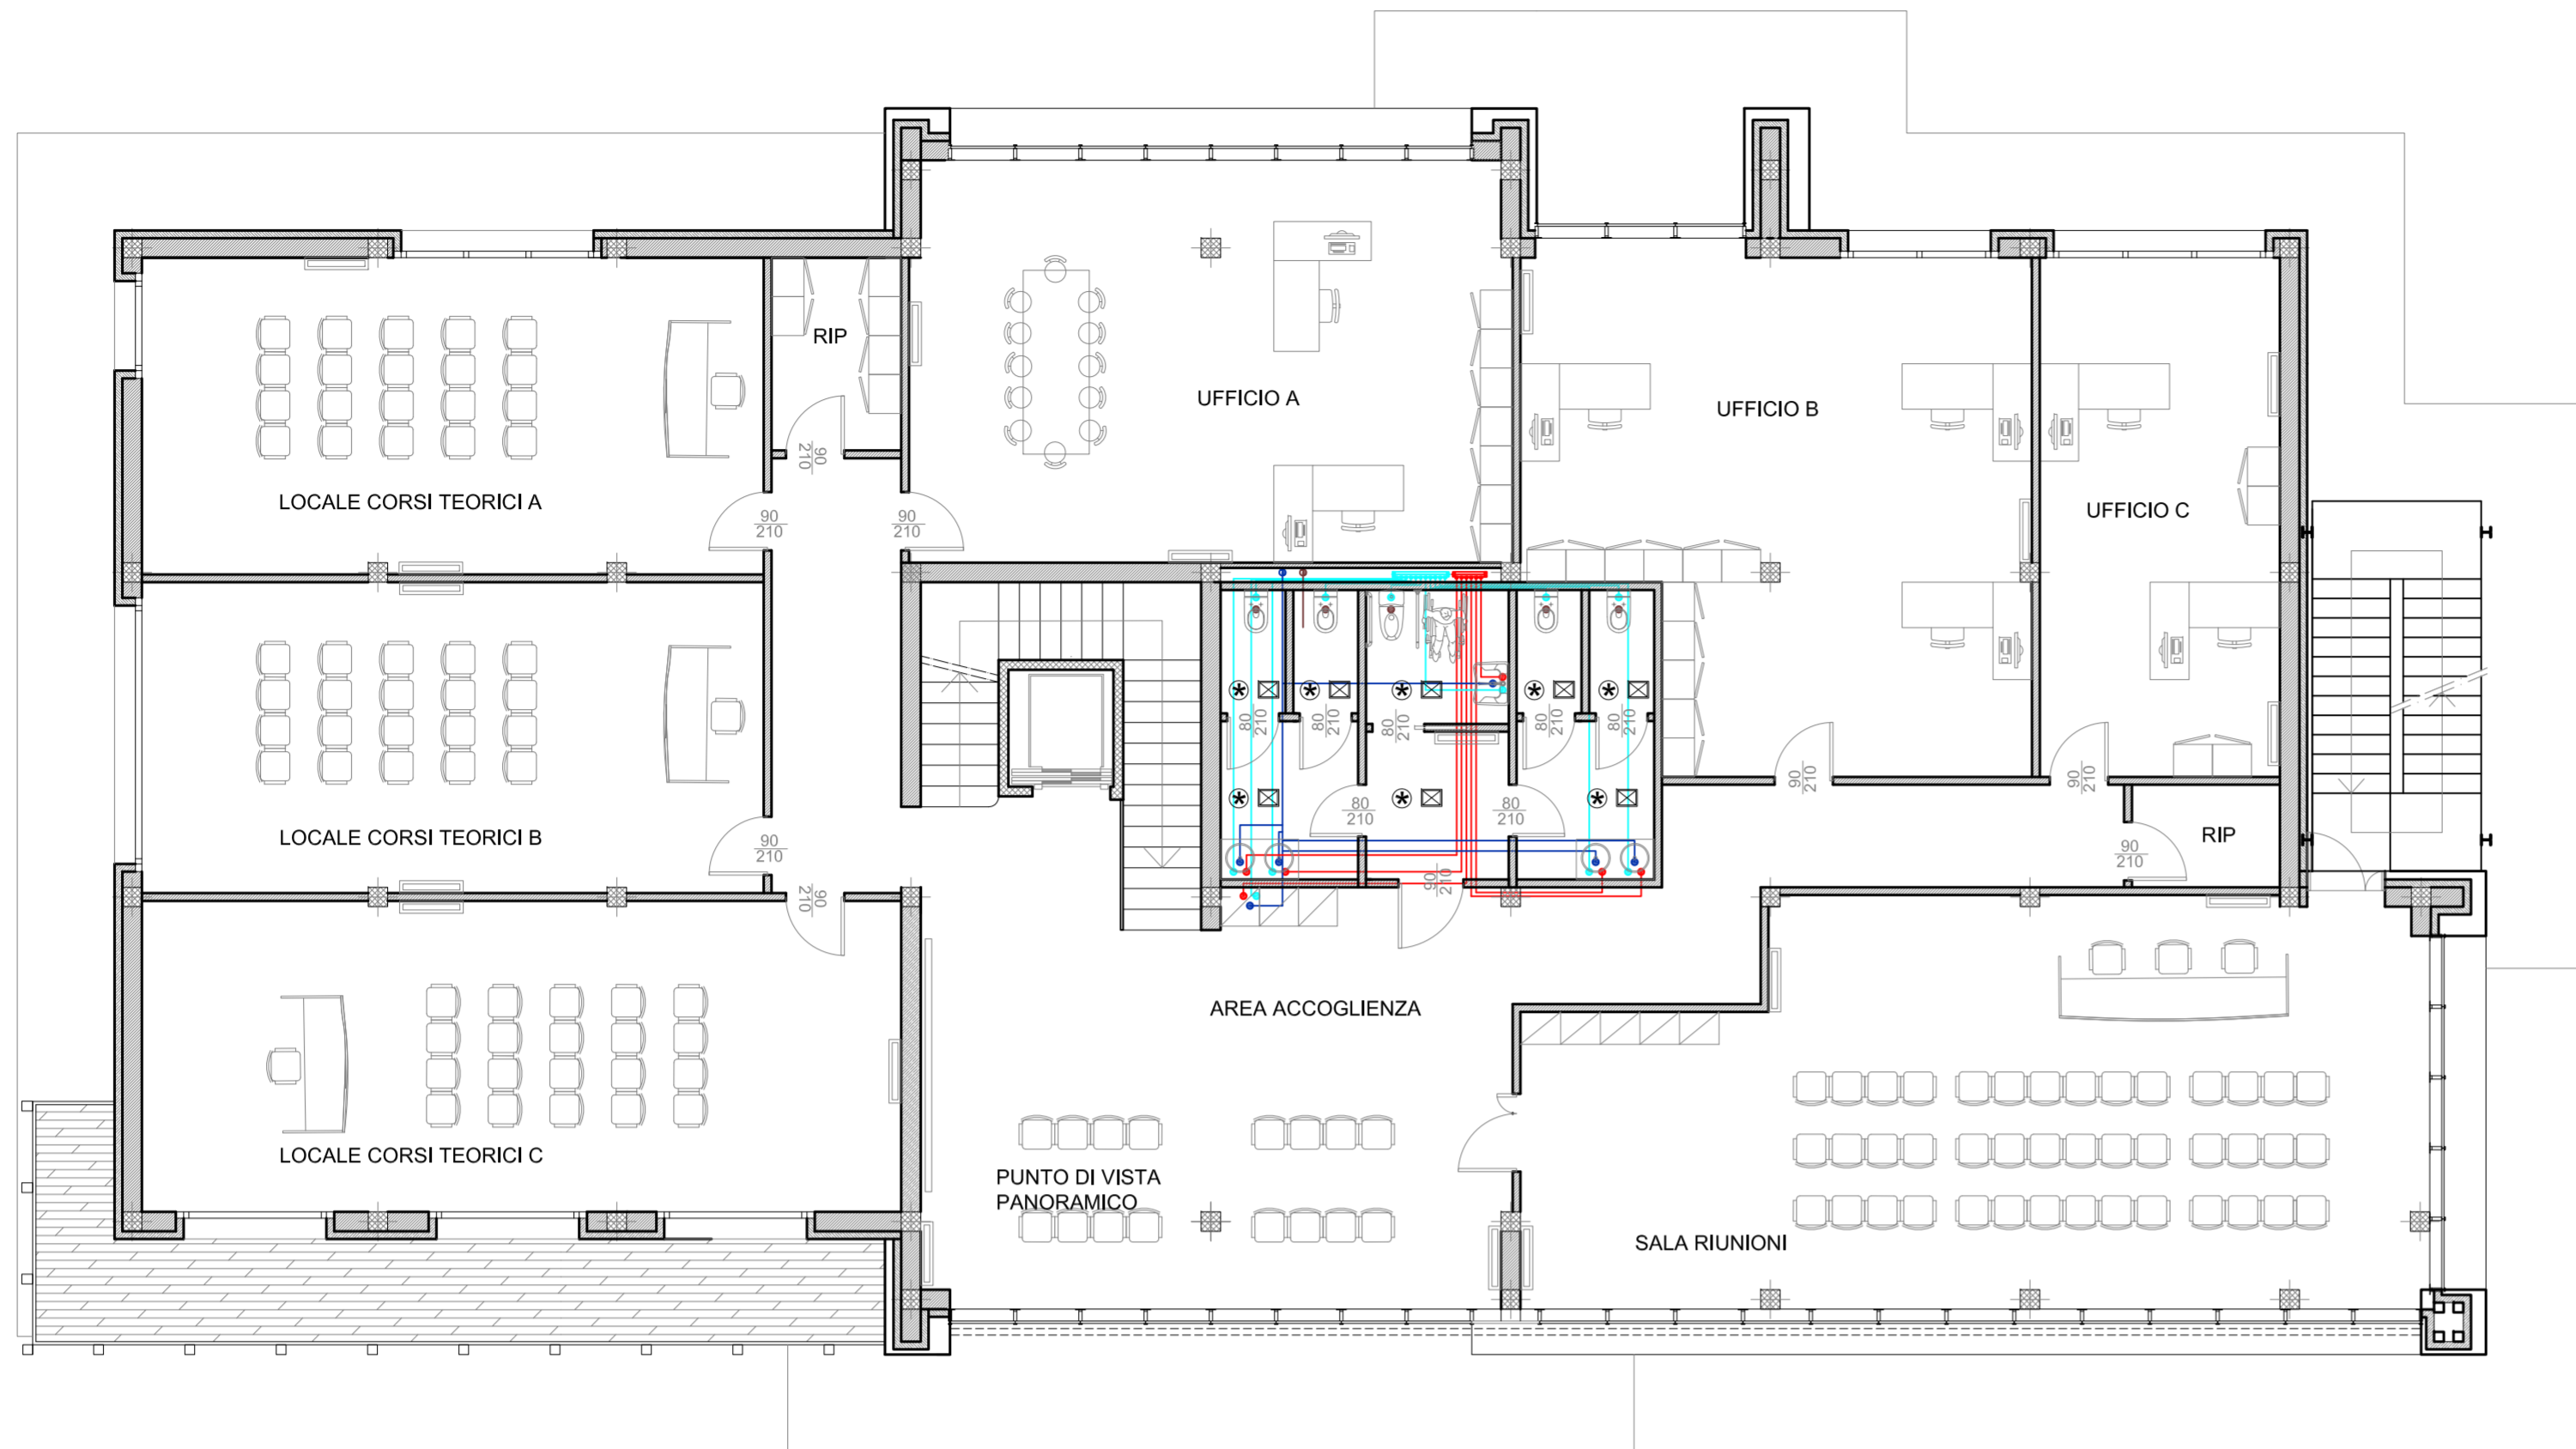 RIP
UFFICIO A
UFFICIO B
90
210
LOCALE CORSI TEORICI A
90
210
90
210
UFFICIO C
80
210
80
210
80
210
80
210
80
210
90
210
90
210
80
210
80
210
LOCALE CORSI TEORICI B
RIP
90
210
90
210
90
210
90
210
AREA ACCOGLIENZA
LOCALE CORSI TEORICI C
PUNTO DI VISTA
PANORAMICO
SALA RIUNIONI